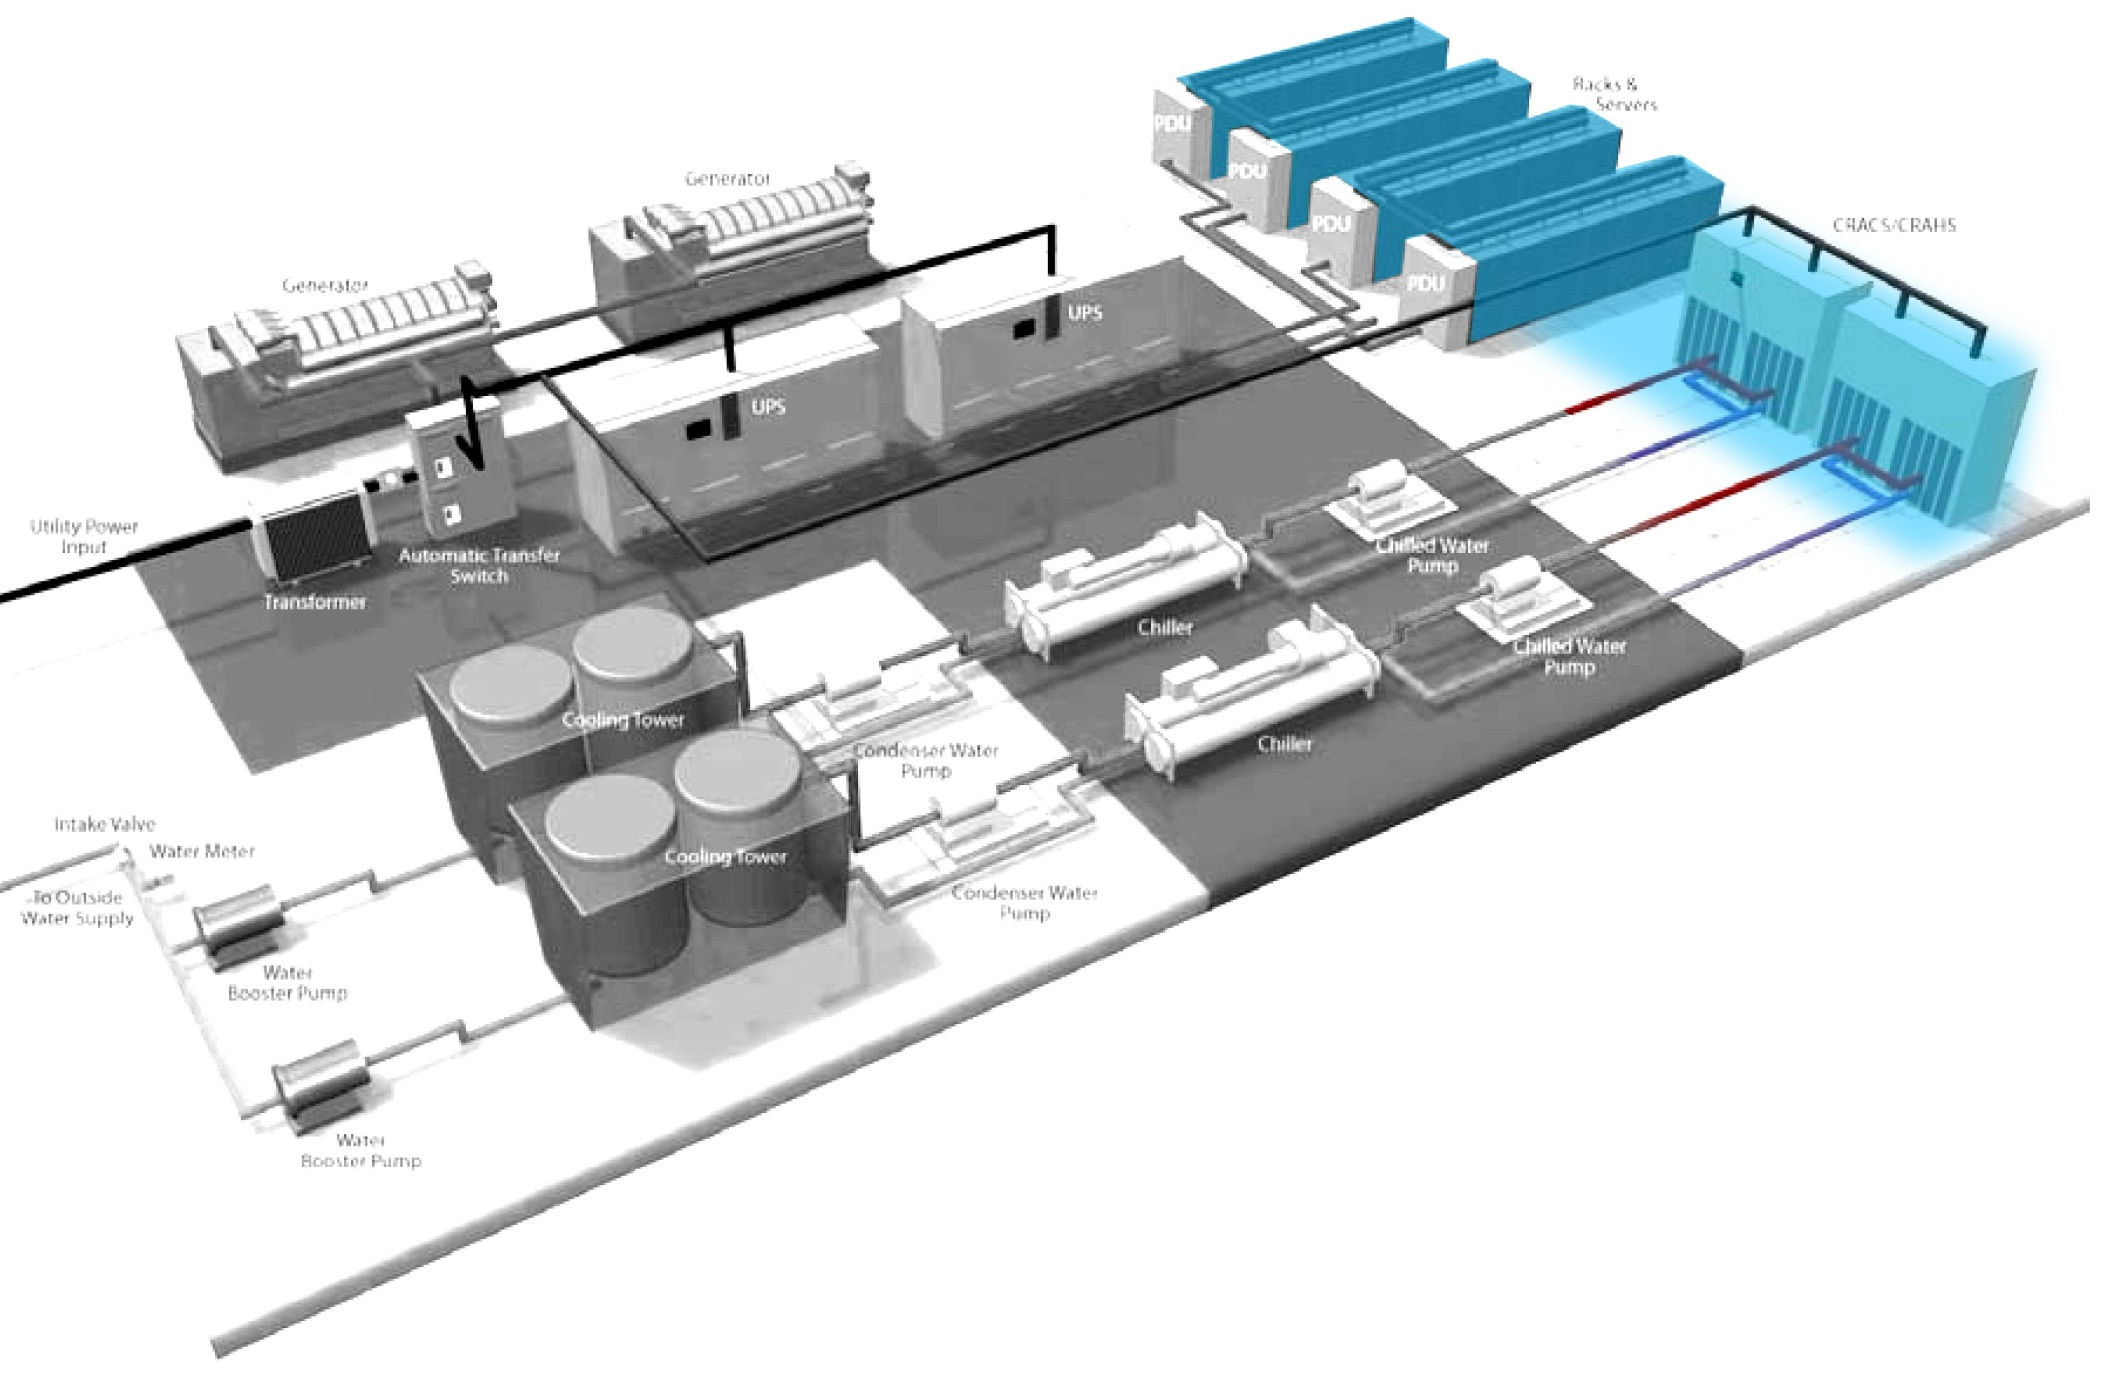 Racks &
Servers
PDU
PDU
PDU
PDU
CRACS/CRAHS
Generator
Generator
UPS
UPS
Utility Power
Input
Automatic Transfer
Switch
Transformer
Chilled Water
Pump
Chiller
Chilled Water
Pump
Cooling Tower
Chiller
Condenser Water
Pump
Intake Valve
Water Meter
Cooling Tower
To Outside
Water Supply
Condenser Water
Pump
Water
Booster Pump
Water
Booster Pump